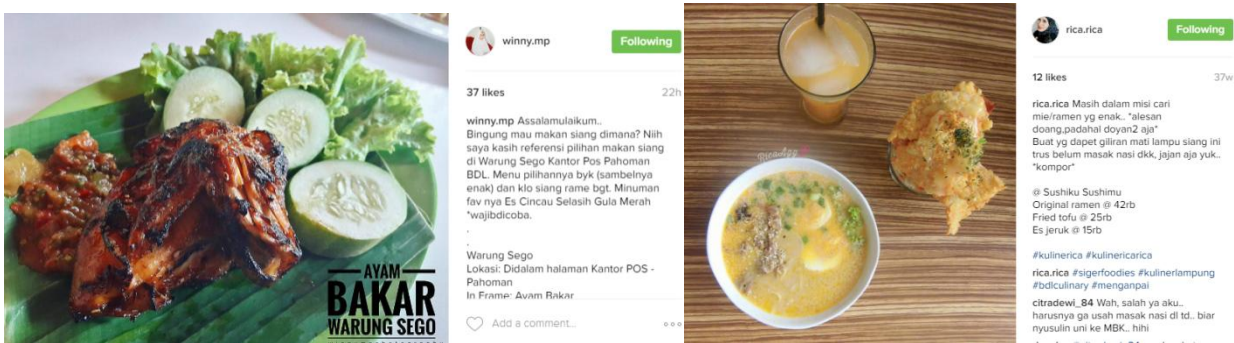 AYAM
BAKAR
WARUNG SEGO
winny.mp
Following
37 likes
22h
winny.mp Assalamulaikum..
Bingung mau makan siang dimana? Niih
saya kasih referensi pilihan makan siang
di Warung Sego Kantor Pos Pahoman
BDL. Menu pilihannya byk (sambelnya
enak) dan klo siang rame bgt. Minuman
fav nya Es Cincau Selasih Gula Merah
*wajibdicoba.
.
.
Warung Sego
Lokasi: Didalam halaman Kantor POS -
Pahoman
In Frame: Ayam Bakar
Add a comment...
rica.rica
Following
12 likes
37w
rica.rica Masih dalam misi cari
mie/ramen yg enak.. *alesan
doang,padahal doyan2 aja*
Buat yg dapet giliran mati lampu siang ini
trus belum masak nasi dkk, jajan aja yuk..
*kompor*
@ Sushiku Sushimu
Original ramen @ 42rb
Fried tofu @ 25rb
Es jeruk @ 15rb
#kulinerica #kulinericarica
rica.rica #sigerfoodies #kulinerlampung
#bdlculinary #menganpai
citradewi_84 Wah, salah ya aku..
harusnya ga usah masak nasi dl td.. biar
nyusulin uni ke MBK.. hihi